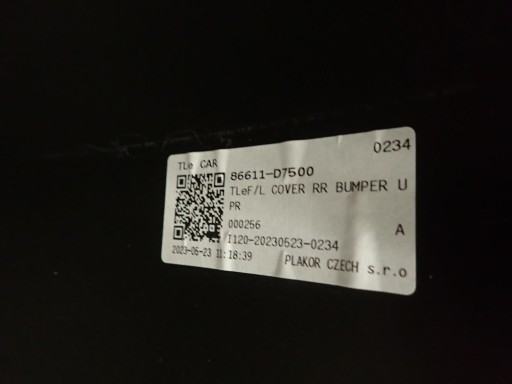 0234
TLe CAR
86611-D7500
TLeF/L COVER RR BUMPER U
PR
000256
A
I120-20230523-0234
2023-05-23 11:18:39
PLAKOR CZECH s.r.o